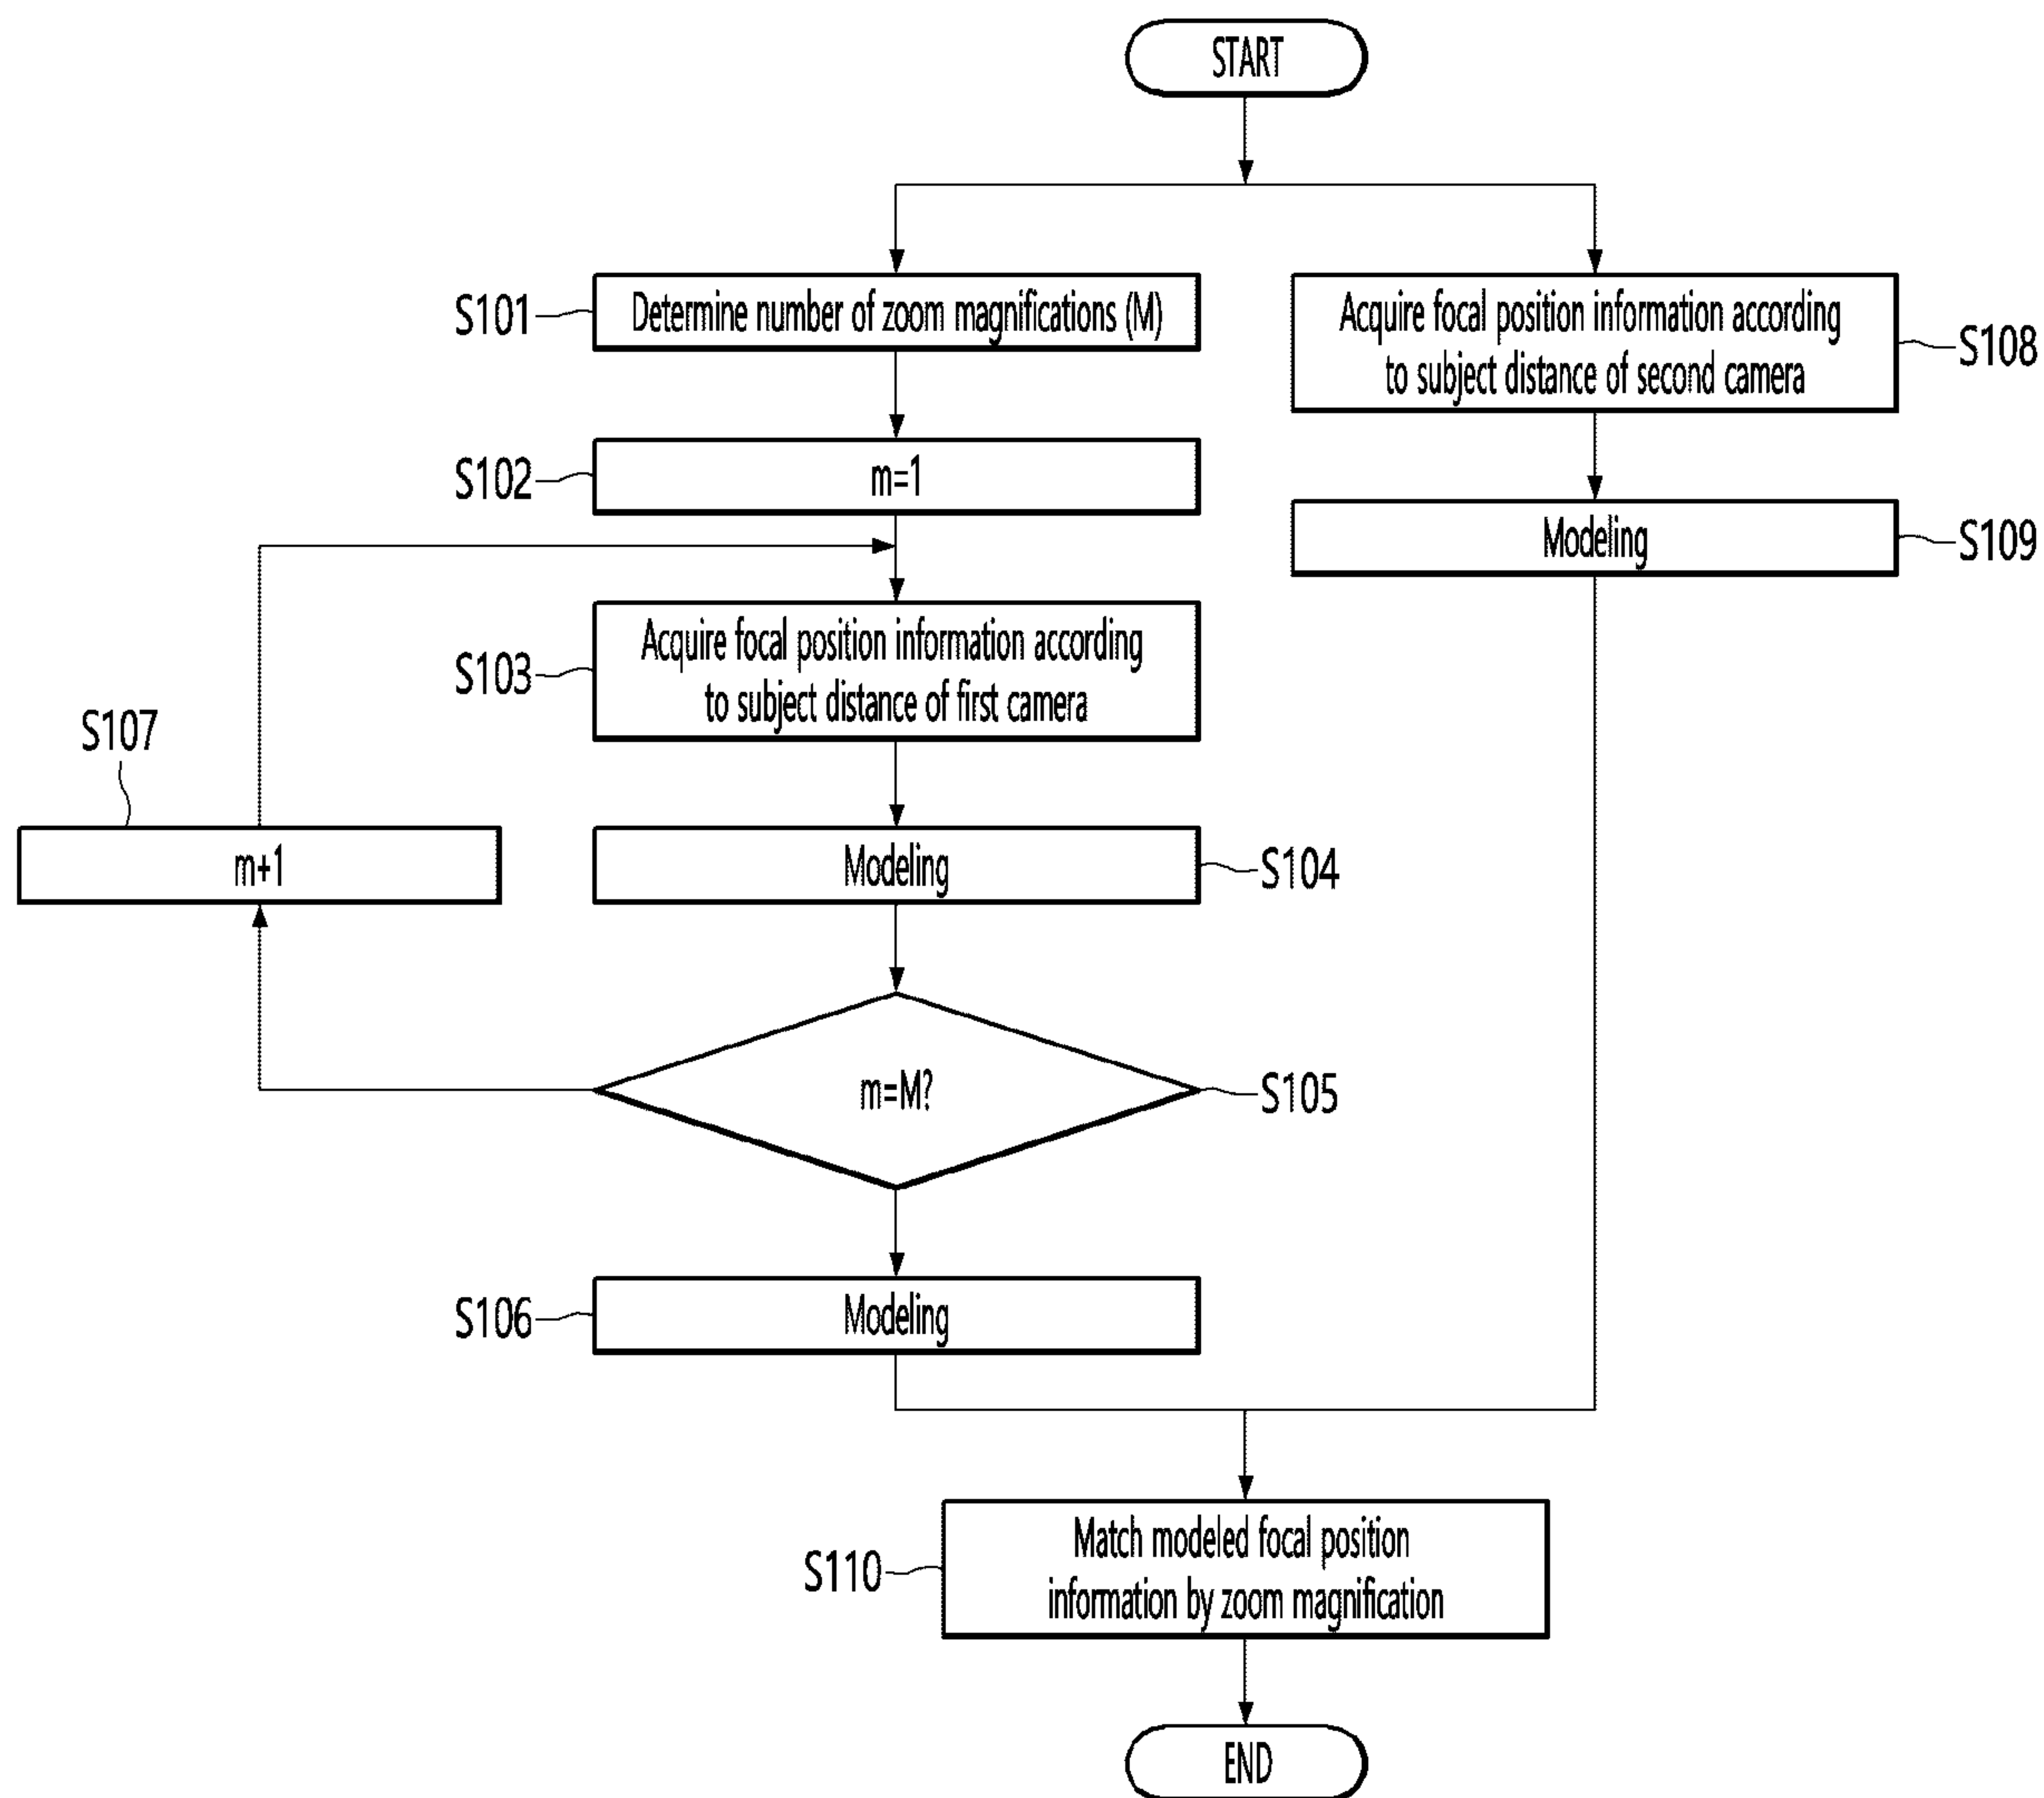 START
S101
Determine number of zoom magnifications (M)
Acquire focal position information according
to subject distance of second camera
S108
S102
m=1
Modeling
S109
S103
Acquire focal position information according
to subject distance of first camera
S107
m+1
Modeling
S104
m=M?
S105
S106
Modeling
S110
Match modeled focal position
information by zoom magnification
END